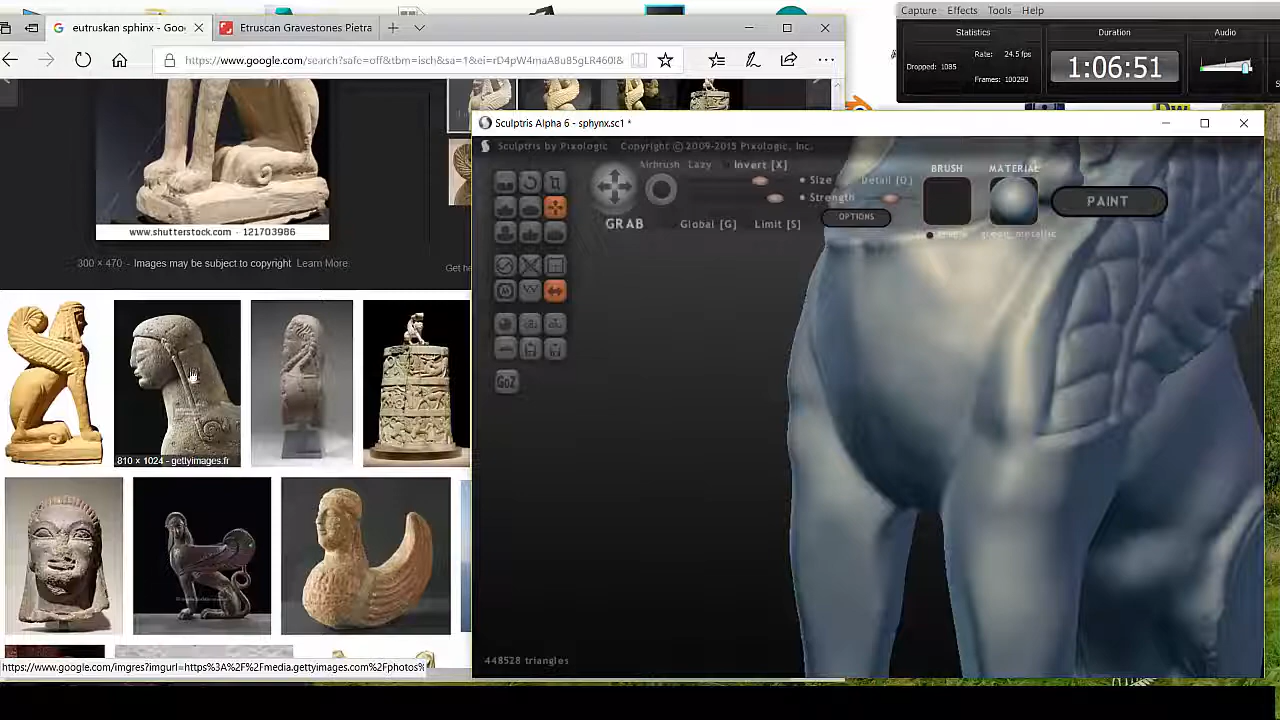 Capture Effects Tools Help
eutruskan sphinx - Goo
Etruscan Gravestones Pietra
Statistics
Duration
Audio
Dropped: 1085
Rate: 24.5 fps
Frames: 100290
1:06:51
https://www.google.com/search?safe=off&tbm=isch&sa=1&ei=rD4pW4maA8u85gLR460I&
Sculptris Alpha 6 - sphynx.sc1 *
Sculptris by Pixologic Copyright © 2009-2015 Pixologic, Inc.
Airbrush Lazy Invert [X]
BRUSH
MATERIAL
Size
Detail [Q]
Strength
PAINT
GRAB
Global [G]
Limit [S]
OPTIONS
green_metallic
www.shutterstock.com · 121703986
300 × 470 - Images may be subject to copyright Learn More
Get he
GoZ
810 × 1024 - gettyimages.fr
448528 triangles
https://www.google.com/imgres?imgurl=https%3A%2F%2Fmedia.gettyimages.com%2Fphotos%